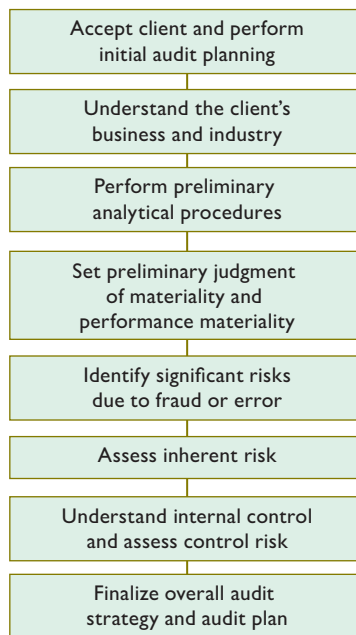 Accept client and perform
initial audit planning
Understand the client's
business and industry
Perform preliminary
analytical procedures
Set preliminary judgment
of materiality and
performance materiality
Identify significant risks
due to fraud or error
Assess inherent risk
Understand internal control
and assess control risk
Finalize overall audit
strategy and audit plan